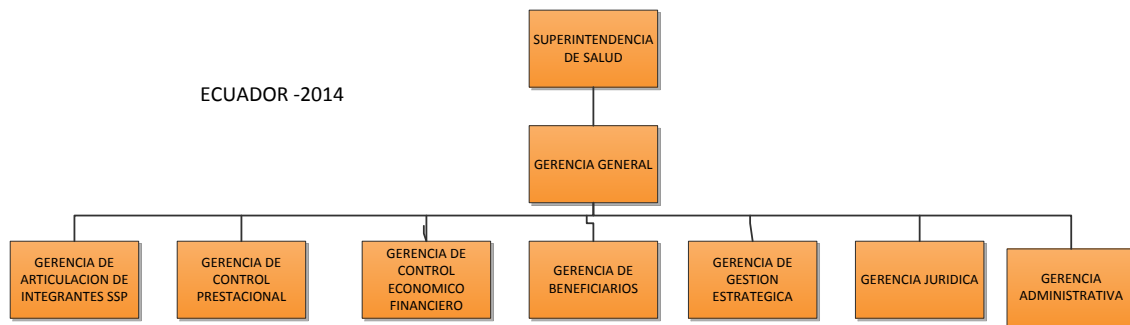 SUPERINTENDENCIA
DE SALUD
ECUADOR -2014
GERENCIA GENERAL
GERENCIA DE
ARTICULACION DE
INTEGRANTES SSP
GERENCIA DE
CONTROL
PRESTACIONAL
GERENCIA DE
CONTROL
ECONOMICO
FINANCIERO
GERENCIA DE
BENEFICIARIOS
GERENCIA DE
GESTION
ESTRATEGICA
GERENCIA JURIDICA
GERENCIA
ADMINISTRATIVA